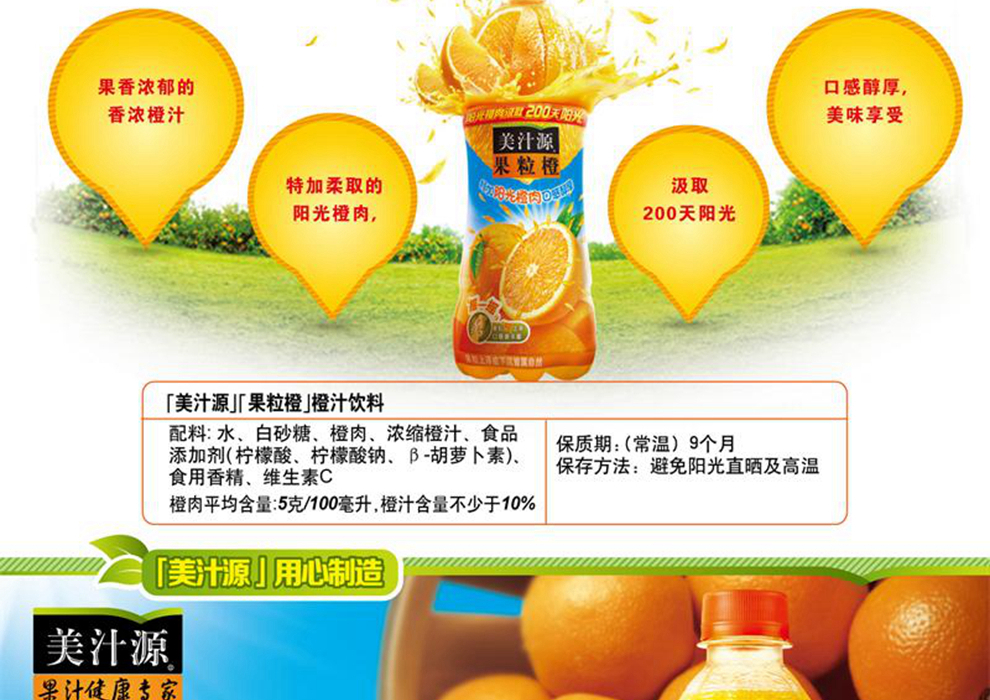 果香浓郁的
香浓橙汁
特加柔取的
阳光橙肉,
汲取
200天阳光
口感醇厚,
美味享受
200天阳光
美汁源
果粒橙
阳光橙肉
「美汁源」「果粒橙」橙汁饮料
配料: 水、白砂糖、橙肉、浓缩橙汁、食品
添加剂(柠檬酸、柠檬酸钠、β-胡萝卜素)、
食用香精、维生素C
橙肉平均含量:5克/100毫升,橙汁含量不少于10%
保质期:(常温) 9个月
保存方法: 避免阳光直晒及高温
「美汁源」用心制造
美汁源®
果汁健康专家